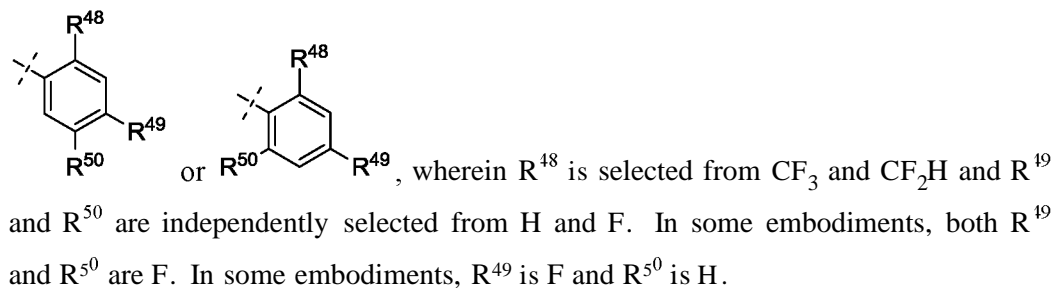 R⁴⁸
R⁴⁸
R⁴⁹
R⁵⁰ or R⁵⁰ R⁴⁹ , wherein R⁴⁸ is selected from CF₃ and CF₂H and R⁴⁹
and R⁵⁰ are independently selected from H and F. In some embodiments, both R⁴⁹
and R⁵⁰ are F. In some embodiments, R⁴⁹ is F and R⁵⁰ is H.